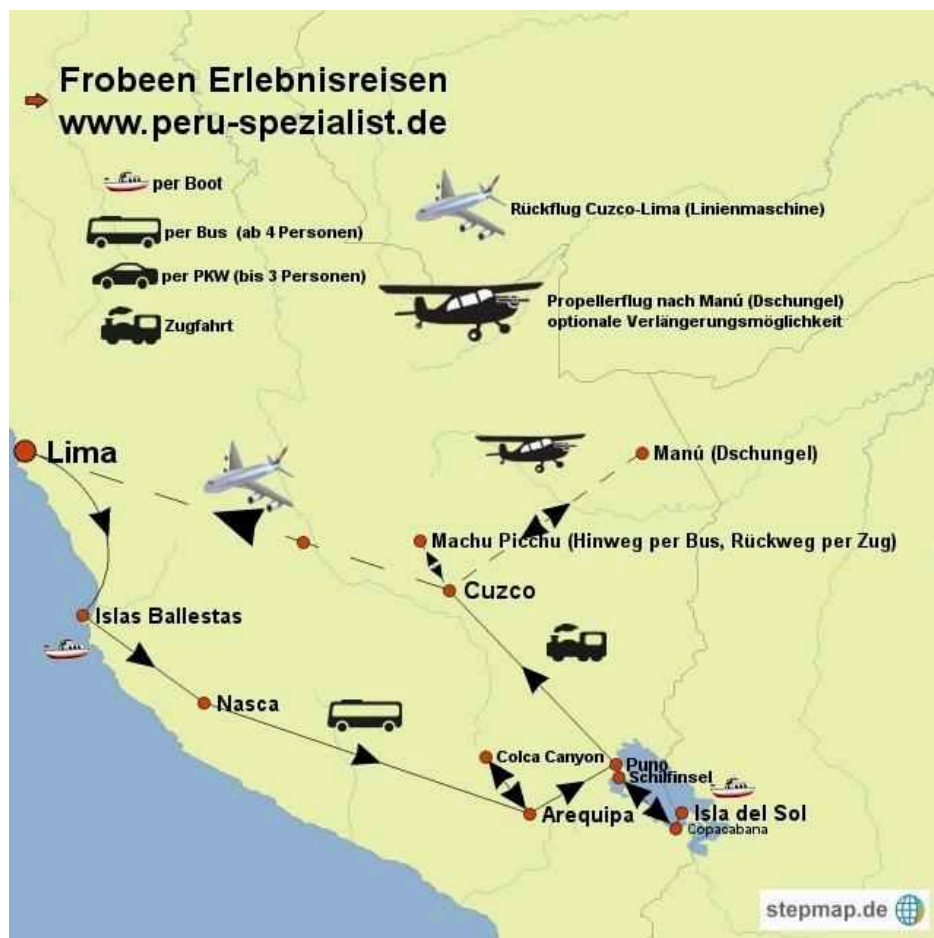 Frobeen Erlebnisreisen
www.peru-spezialist.de
per Boot
per Bus (ab 4 Personen)
per PKW (bis 3 Personen)
Zugfahrt
Rückflug Cuzco-Lima (Linienmaschine)
Propellerflug nach Manú (Dschungel)
optionale Verlängerungsmöglichkeit
Lima
Manú (Dschungel)
Machu Picchu (Hinweg per Bus, Rückweg per Zug)
Cuzco
Islas Ballestas
Nasca
Colca Canyon
Puno
Schilfinsel
Arequipa
Isla del Sol
Copacabana
stepmap.de